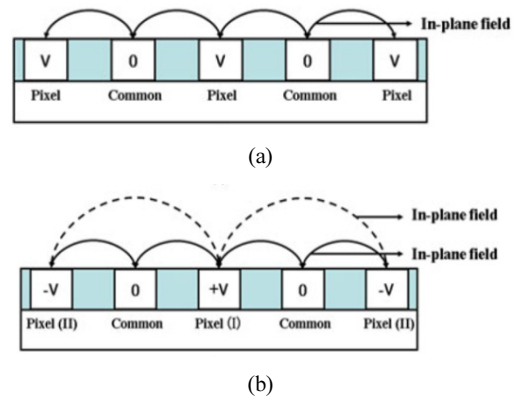 In-plane field
V 0 V 0 V
Pixel Common Pixel Common Pixel
(a)
In-plane field
In-plane field
-V 0 +V 0 -V
Pixel (II) Common Pixel (I) Common Pixel (II)
(b)